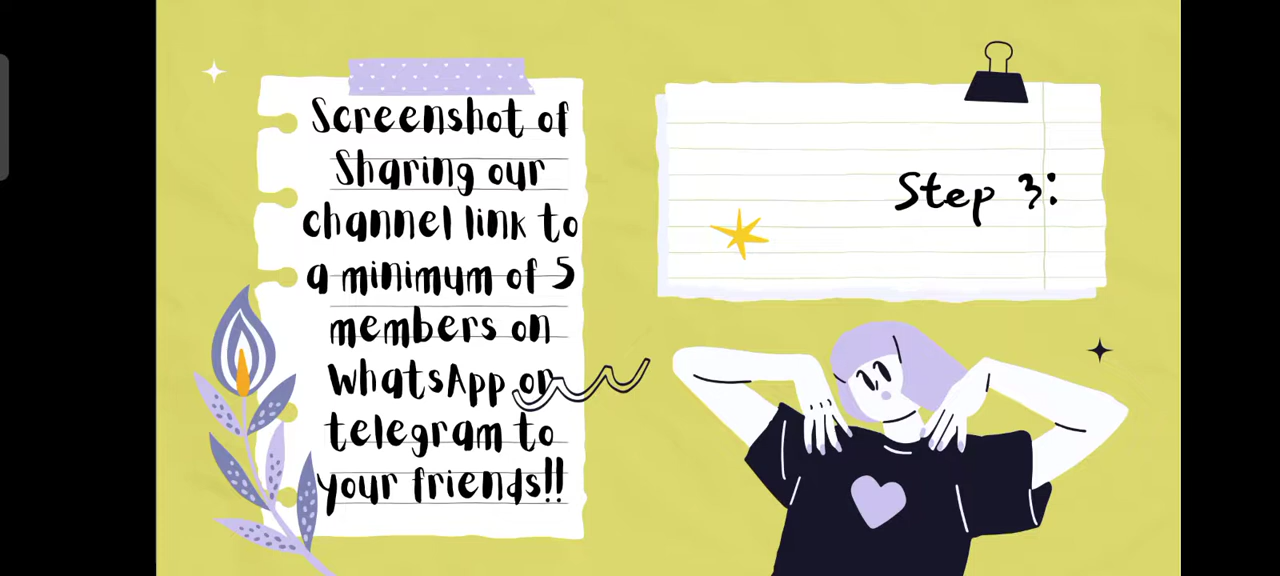 Screenshot of
Sharing our
channel link to
a minimum of 5
members on
WhatsApp or
telegram to
your friends!!
Step 3: